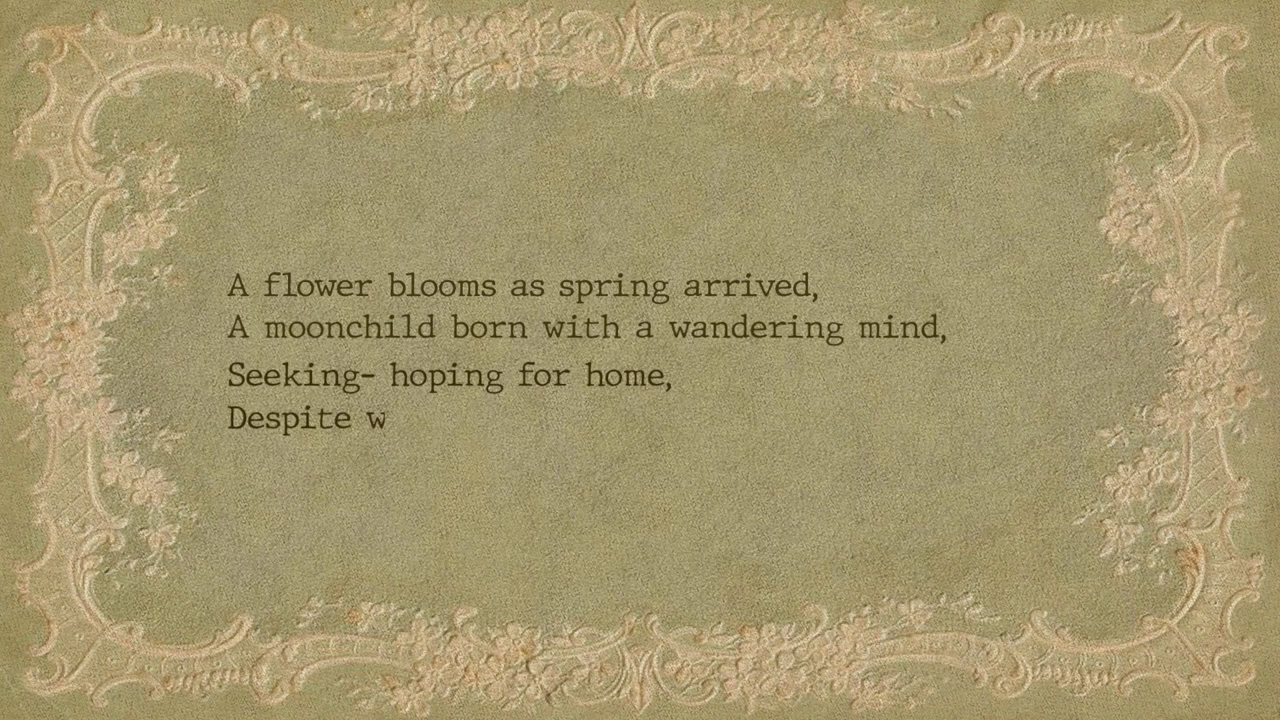 A flower blooms as spring arrived,
A moonchild born with a wandering mind,
Seeking- hoping for home,
Despite w